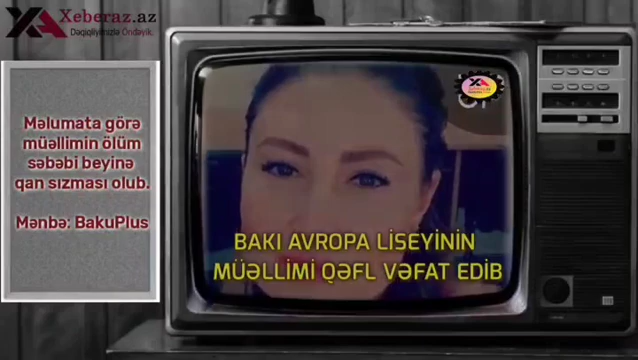 Xeberaz.az
Dəqiqliyinizlə Öndəyik.
Məlumata görə
müəllimin ölüm
səbəbi beyinə
qan sızması olub.
Mənbə: BakuPlus
BAKI AVROPA LİSEYİNİN
MÜƏLLİMİ QƏFL VƏFAT EDİB